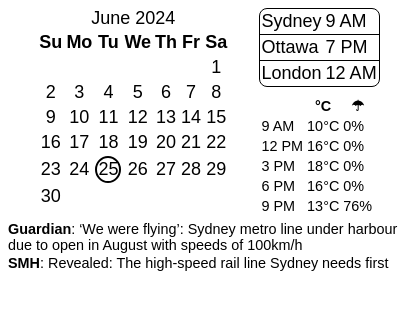 June 2024
Su Mo Tu We Th Fr Sa
1
2 3 4 5 6 7 8
9 10 11 12 13 14 15
16 17 18 19 20 21 22
23 24 25 26 27 28 29
30
Sydney 9 AM
Ottawa 7 PM
London 12 AM
°C ☂
9 AM 10°C 0%
12 PM 16°C 0%
3 PM 18°C 0%
6 PM 16°C 0%
9 PM 13°C 76%
Guardian: ‘We were flying’: Sydney metro line under harbour
due to open in August with speeds of 100km/h
SMH: Revealed: The high-speed rail line Sydney needs first